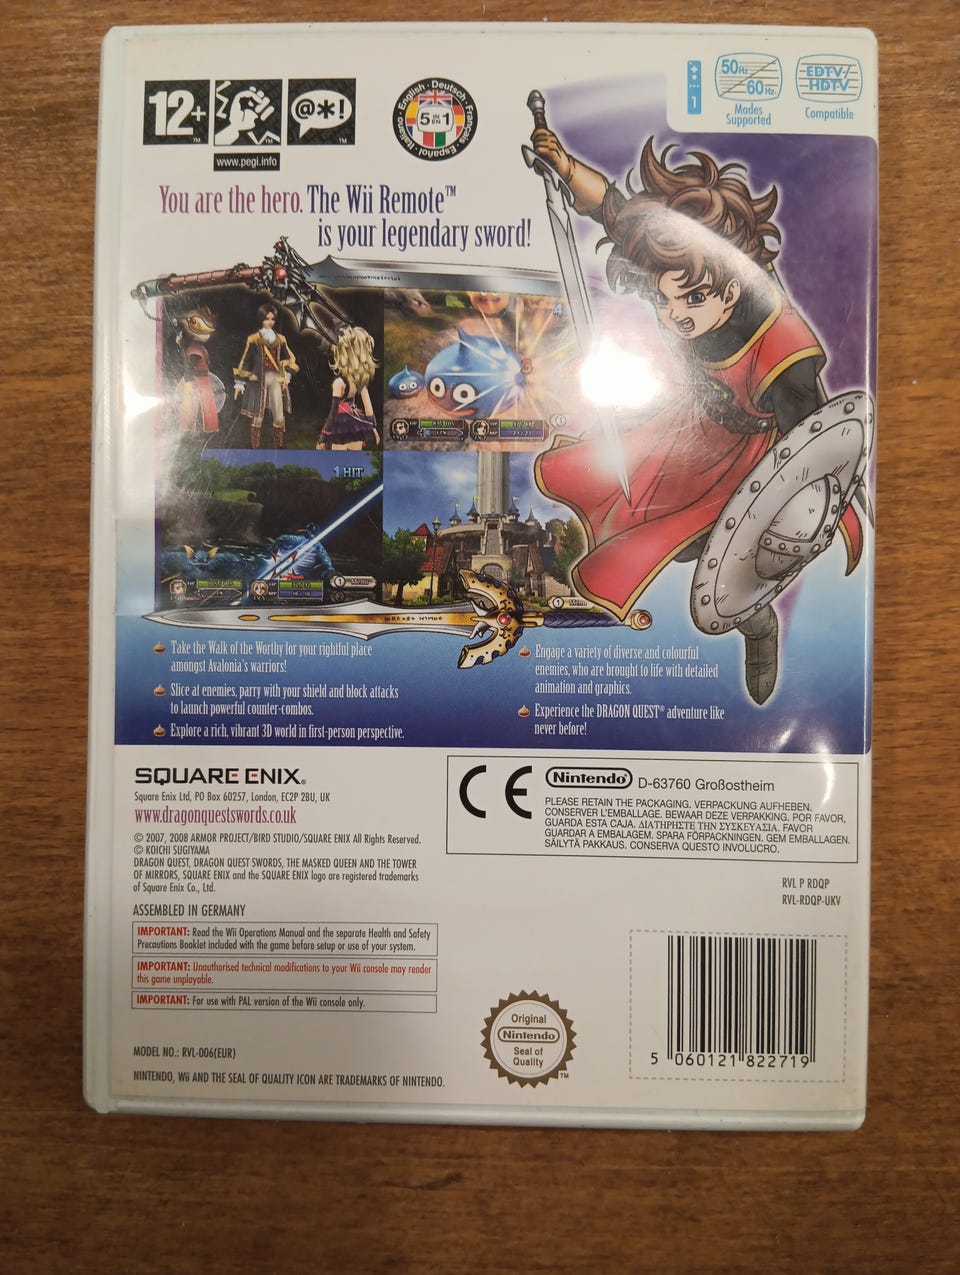 12+
™
™
@*!
™
www.pegi.info
English · Deutsch · Français · Español · Italiano
5 IN EN 1
1
50Hz
60Hz
Modes
Supported
EDTV/
HDTV
Compatible
You are the hero. The Wii Remote™
is your legendary sword!
1 HIT
Take the Walk of the Worthy for your rightful place
amongst Avalonia's warriors!
Slice at enemies, parry with your shield and block attacks
to launch powerful counter-combos.
Explore a rich, vibrant 3D world in first-person perspective.
Engage a variety of diverse and colourful
enemies, who are brought to life with detailed
animation and graphics.
Experience the DRAGON QUEST® adventure like
never before!
SQUARE ENIX®
Square Enix Ltd, PO Box 60257, London, EC2P 2BU, UK
www.dragonquestswords.co.uk
© 2007, 2008 ARMOR PROJECT/BIRD STUDIO/SQUARE ENIX All Rights Reserved.
© KOICHI SUGIYAMA
DRAGON QUEST, DRAGON QUEST SWORDS, THE MASKED QUEEN AND THE TOWER
OF MIRRORS, SQUARE ENIX and the SQUARE ENIX logo are registered trademarks
of Square Enix Co., Ltd.
ASSEMBLED IN GERMANY
IMPORTANT: Read the Wii Operations Manual and the separate Health and Safety
Precautions Booklet included with the game before setup or use of your system.
IMPORTANT: Unauthorised technical modifications to your Wii console may render
this game unplayable.
IMPORTANT: For use with PAL version of the Wii console only.
MODEL NO.: RVL-006(EUR)
NINTENDO, Wii AND THE SEAL OF QUALITY ICON ARE TRADEMARKS OF NINTENDO.
CE
Nintendo® D-63760 Großostheim
PLEASE RETAIN THE PACKAGING. VERPACKUNG AUFHEBEN.
CONSERVER L'EMBALLAGE. BEWAAR DEZE VERPAKKING. POR FAVOR,
GUARDA ESTA CAJA. ΔΙΑΤΗΡΗΣΤΕ ΤΗΝ ΣΥΣΚΕΥΑΣΙΑ. FAVOR
GUARDAR A EMBALAGEM. SPARA FÖRPACKNINGEN. GEM EMBALLAGEN.
SÄILYTÄ PAKKAUS. CONSERVA QUESTO INVOLUCRO.
RVL P RDQP
RVL-RDQP-UKV
Original
Nintendo
Seal of
Quality
™
5 060121 822719